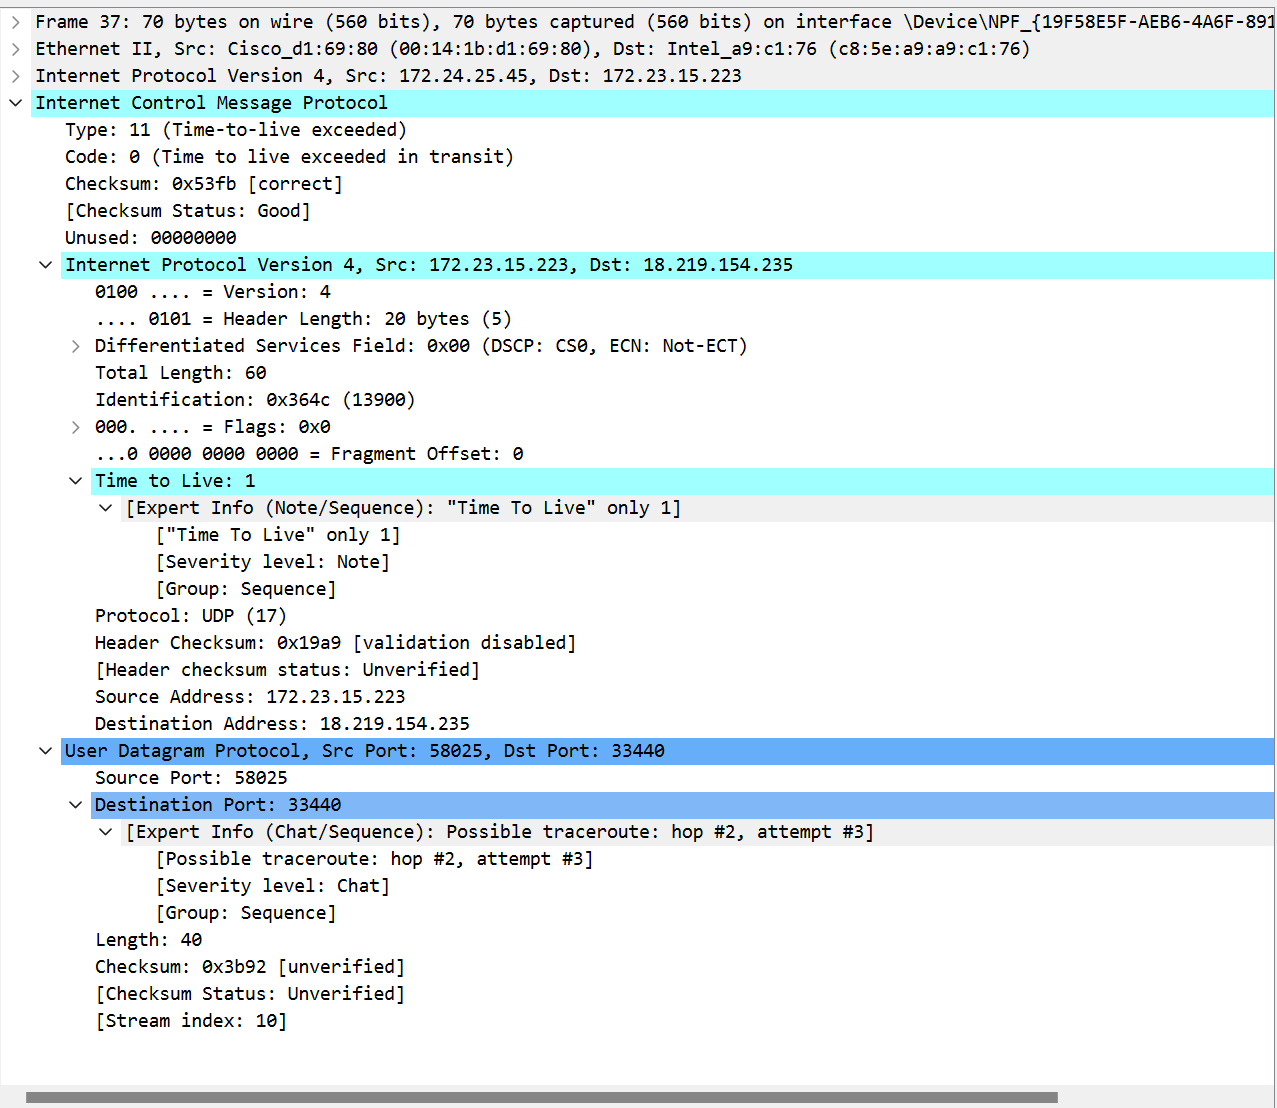 Frame 37: 70 bytes on wire (560 bits), 70 bytes captured (560 bits) on interface \Device\NPF_{19F58E5F-AEB6-4A6F-891
Ethernet II, Src: Cisco_d1:69:80 (00:14:1b:d1:69:80), Dst: Intel_a9:c1:76 (c8:5e:a9:a9:c1:76)
Internet Protocol Version 4, Src: 172.24.25.45, Dst: 172.23.15.223
Internet Control Message Protocol
Type: 11 (Time-to-live exceeded)
Code: 0 (Time to live exceeded in transit)
Checksum: 0x53fb [correct]
[Checksum Status: Good]
Unused: 00000000
Internet Protocol Version 4, Src: 172.23.15.223, Dst: 18.219.154.235
0100 .... = Version: 4
.... 0101 = Header Length: 20 bytes (5)
Differentiated Services Field: 0x00 (DSCP: CS0, ECN: Not-ECT)
Total Length: 60
Identification: 0x364c (13900)
000. .... = Flags: 0x0
...0 0000 0000 0000 = Fragment Offset: 0
Time to Live: 1
[Expert Info (Note/Sequence): "Time To Live" only 1]
["Time To Live" only 1]
[Severity level: Note]
[Group: Sequence]
Protocol: UDP (17)
Header Checksum: 0x19a9 [validation disabled]
[Header checksum status: Unverified]
Source Address: 172.23.15.223
Destination Address: 18.219.154.235
User Datagram Protocol, Src Port: 58025, Dst Port: 33440
Source Port: 58025
Destination Port: 33440
[Expert Info (Chat/Sequence): Possible traceroute: hop #2, attempt #3]
[Possible traceroute: hop #2, attempt #3]
[Severity level: Chat]
[Group: Sequence]
Length: 40
Checksum: 0x3b92 [unverified]
[Checksum Status: Unverified]
[Stream index: 10]